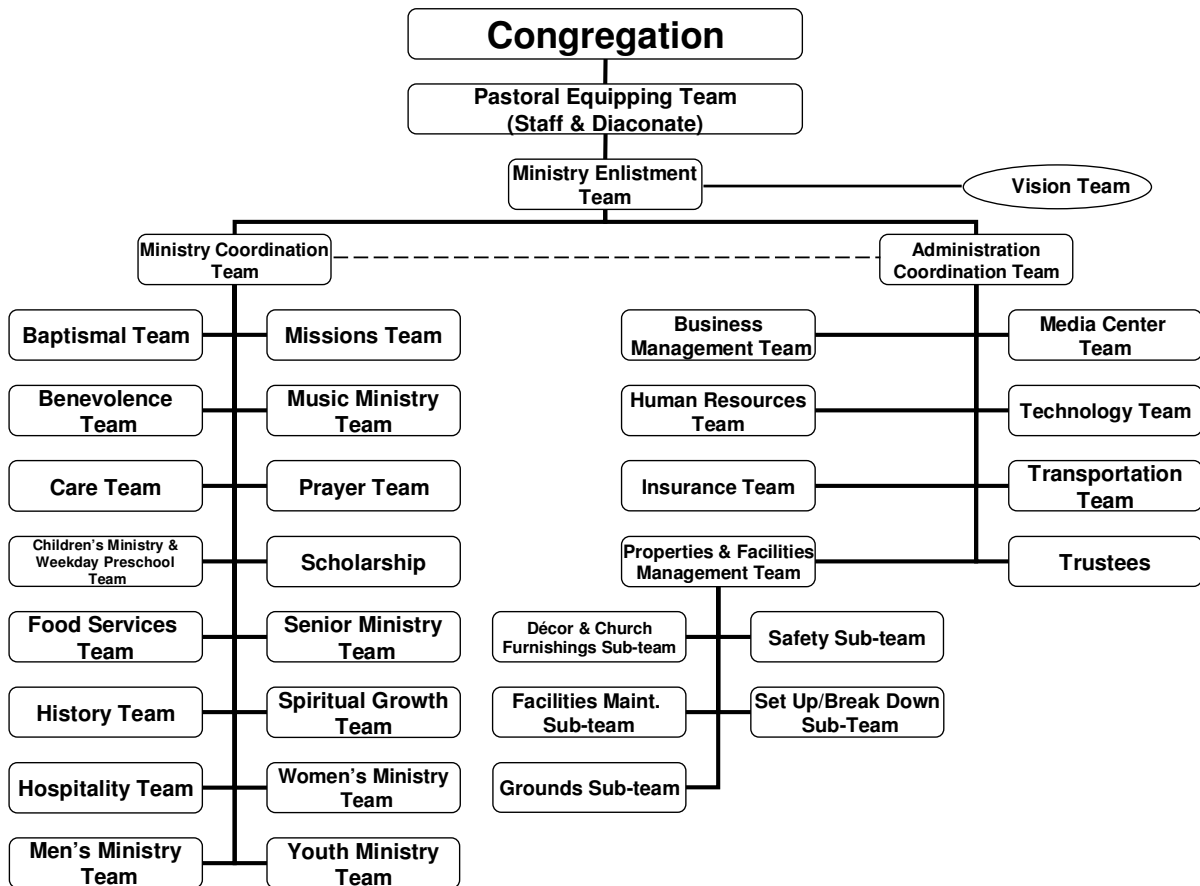 Congregation
Pastoral Equipping Team
(Staff & Diaconate)
Ministry Enlistment
Team
Vision Team
Ministry Coordination
Team
Administration
Coordination Team
Baptismal Team
Missions Team
Business
Management Team
Media Center
Team
Benevolence
Team
Music Ministry
Team
Human Resources
Team
Technology Team
Care Team
Prayer Team
Insurance Team
Transportation
Team
Children's Ministry &
Weekday Preschool
Team
Scholarship
Properties & Facilities
Management Team
Trustees
Food Services
Team
Senior Ministry
Team
Décor & Church
Furnishings Sub-team
Safety Sub-team
History Team
Spiritual Growth
Team
Facilities Maint.
Sub-team
Set Up/Break Down
Sub-Team
Hospitality Team
Women's Ministry
Team
Grounds Sub-team
Men's Ministry
Team
Youth Ministry
Team